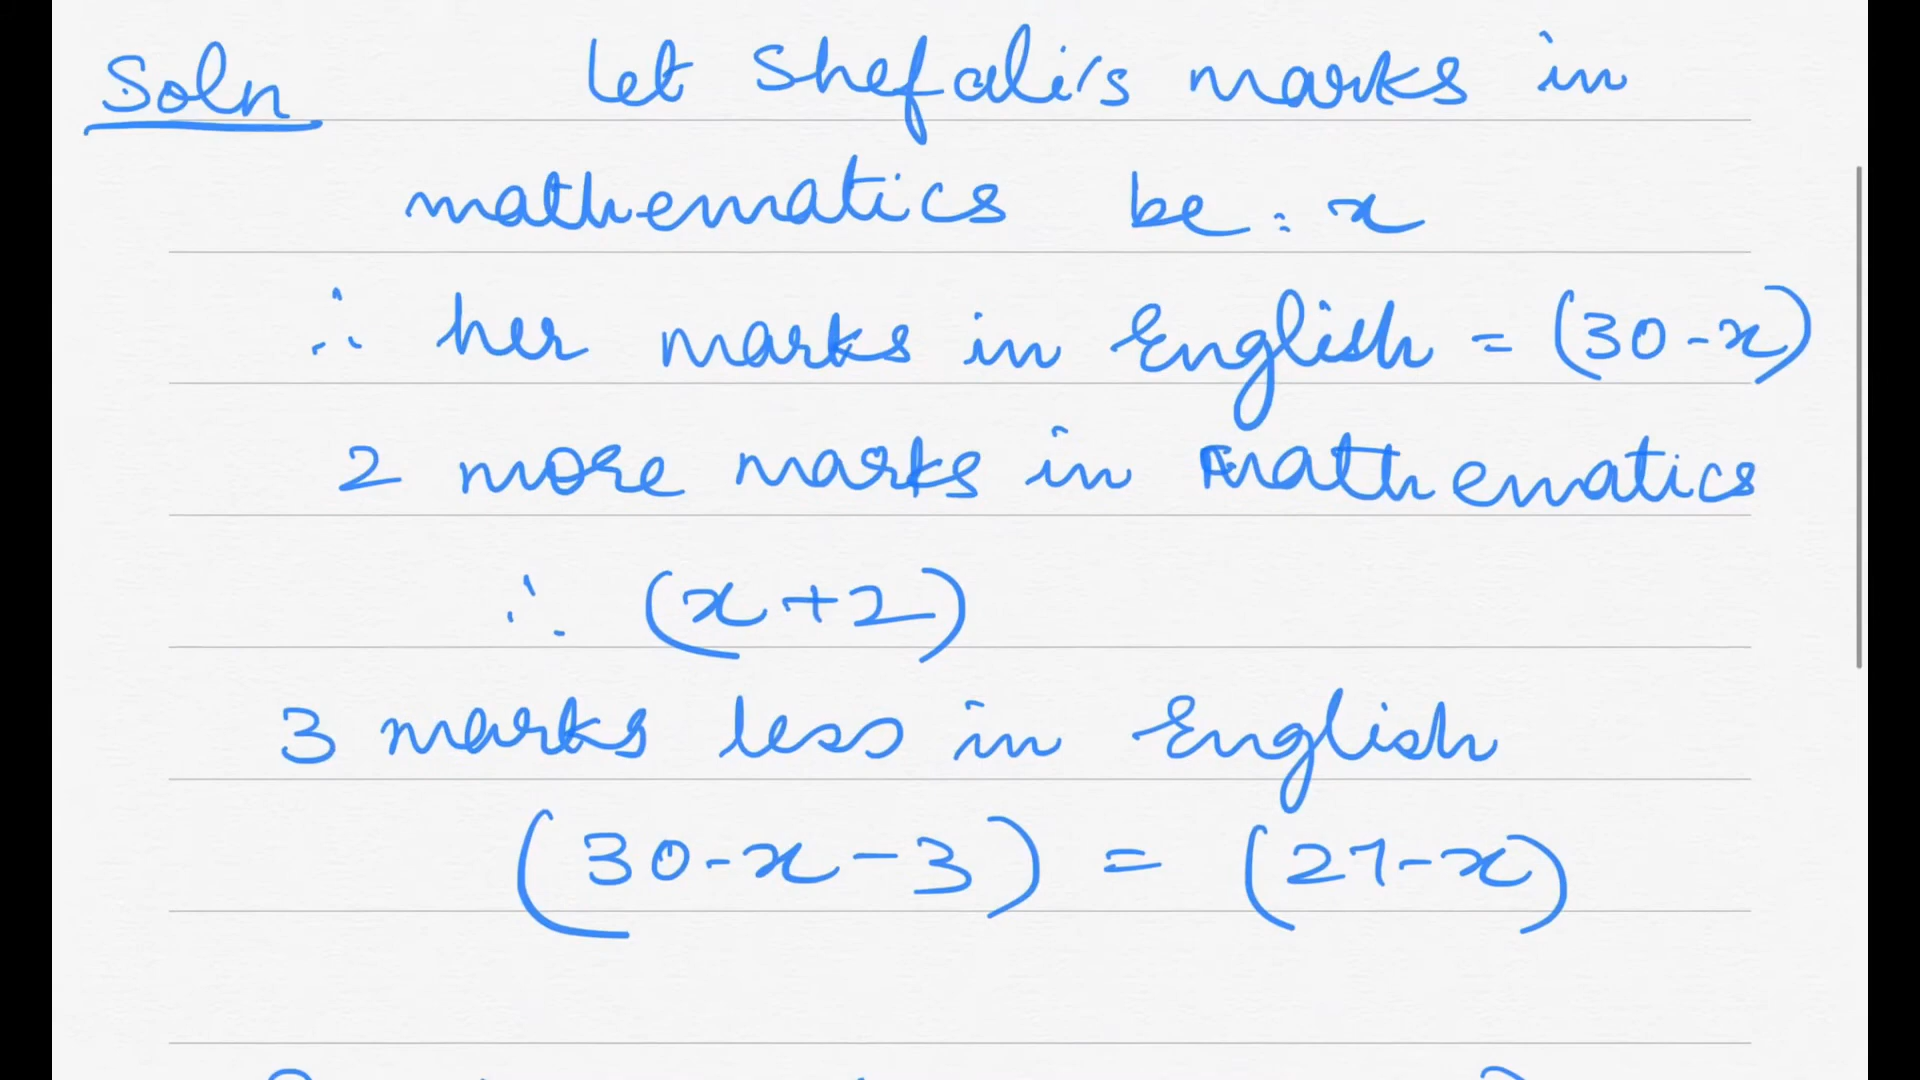 Soln Let Shefali's marks in
mathematics be : x
∴ her marks in English = (30-x)
2 more marks in mathematics
∴ (x+2)
3 marks less in English
(30-x-3) = (27-x)